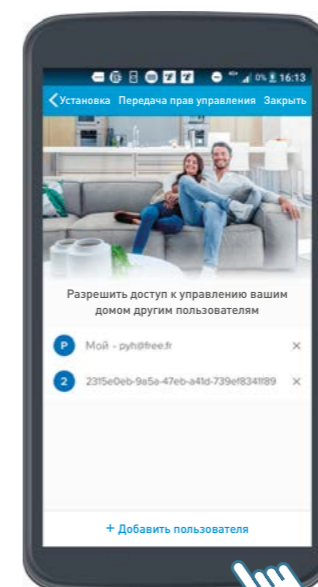 0% 16:13
Установка Передача прав управления Закрыть
Разрешить доступ к управлению вашим
домом другим пользователям
P Мой - pyh@free.fr ×
2 2315e0eb-9a5a-47eb-a41d-739ef8341f89 ×
+ Добавить пользователя